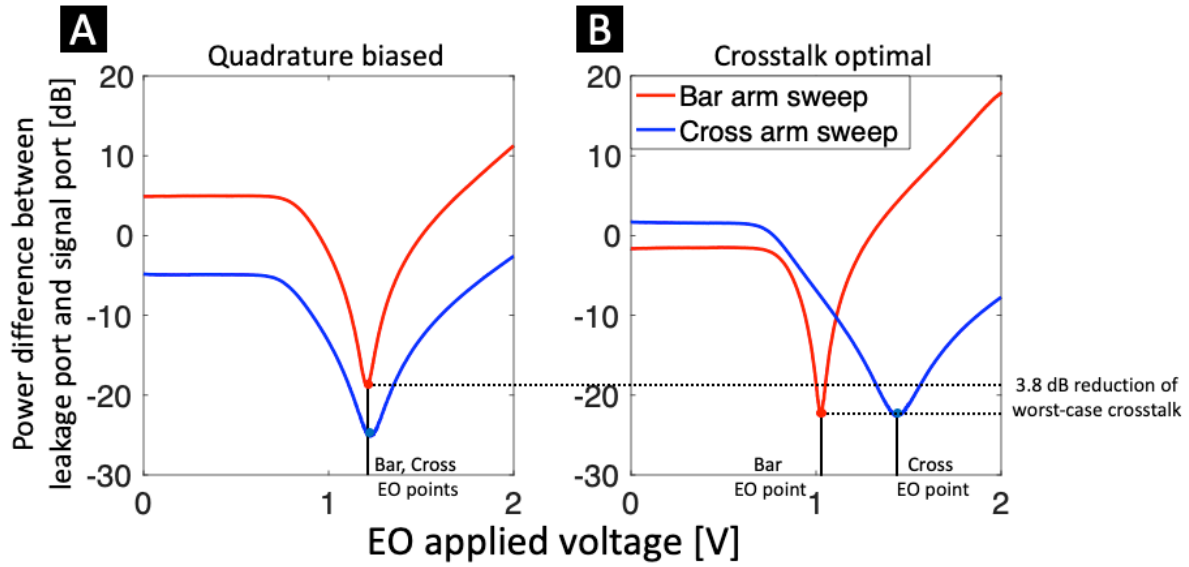 A
B
Quadrature biased
Crosstalk optimal
Power difference between
leakage port and signal port [dB]
20
10
0
-10
-20
-30
0
1
2
Bar, Cross
EO points
20
10
0
-10
-20
-30
0
1
2
Bar arm sweep
Cross arm sweep
Bar
EO point
Cross
EO point
3.8 dB reduction of
worst-case crosstalk
EO applied voltage [V]